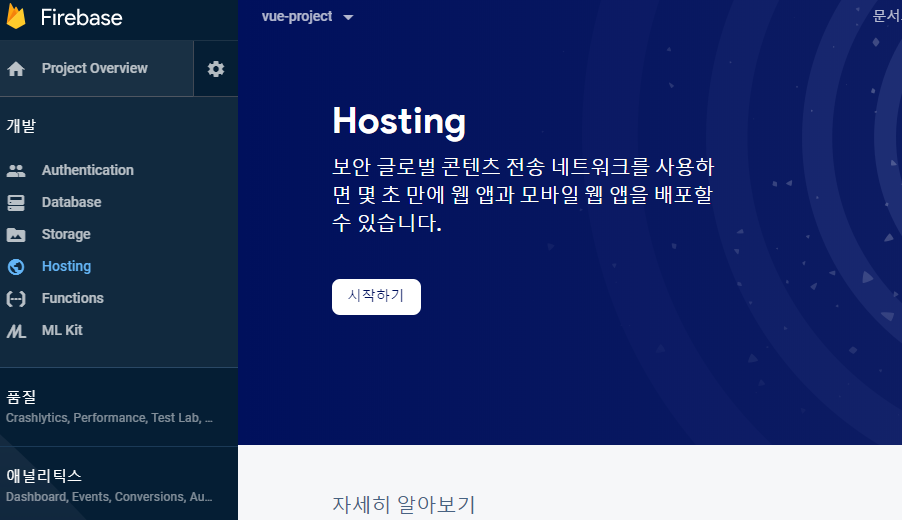 Firebase
Project Overview
개발
Authentication
Database
Storage
Hosting
Functions
ML Kit
품질
Crashlytics, Performance, Test Lab, ...
애널리틱스
Dashboard, Events, Conversions, Au...
vue-project
문서
Hosting
보안 글로벌 콘텐츠 전송 네트워크를 사용하
면 몇 초 만에 웹 앱과 모바일 웹 앱을 배포할
수 있습니다.
시작하기
자세히 알아보기